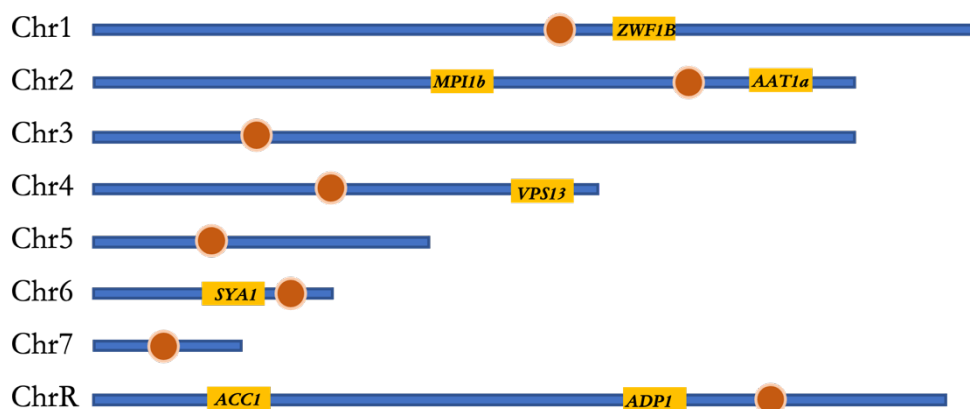 Chr1 ZWF1B
Chr2 MPI1b AAT1a
Chr3
Chr4 VPS13
Chr5
Chr6 SYA1
Chr7
ChrR ACC1 ADP1